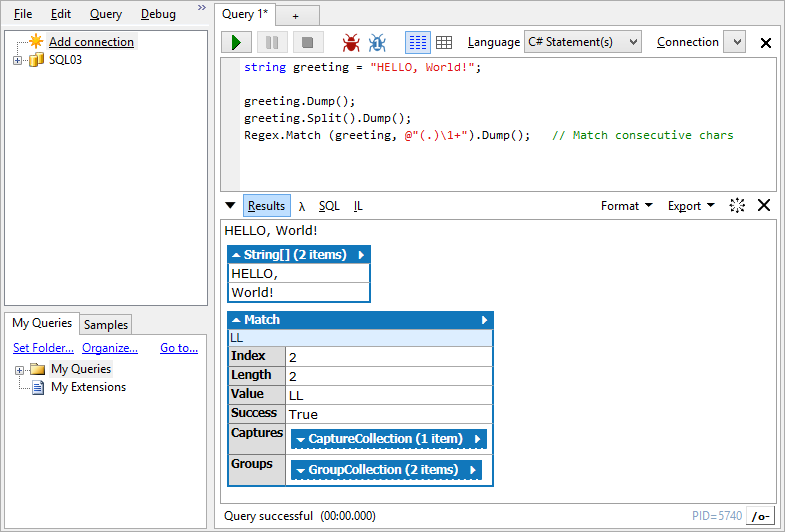 File Edit Query Debug »
Add connection
SQL03
My Queries Samples
Set Folder... Organize... Go to...
My Queries
My Extensions
Query 1* +
Language C# Statement(s) Connection
string greeting = "HELLO, World!";
greeting.Dump();
greeting.Split().Dump();
Regex.Match (greeting, @"(.)\1+").Dump(); // Match consecutive chars
Results λ SQL IL Format Export
HELLO, World!
String[] (2 items)
HELLO,
World!
Match
LL
Index 2
Length 2
Value LL
Success True
Captures CaptureCollection (1 item)
Groups GroupCollection (2 items)
Query successful (00:00.000) PID=5740 /o-